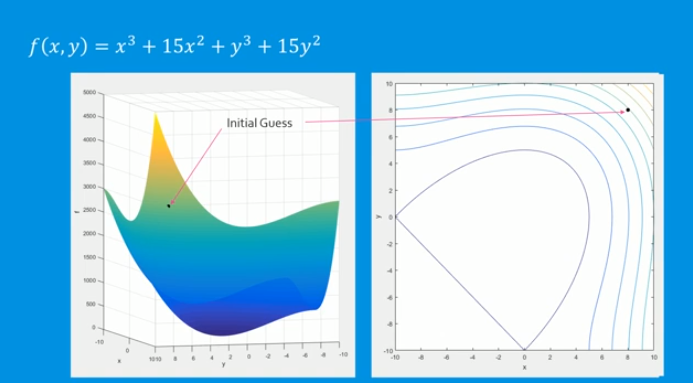 f(x, y) = x³ + 15x² + y³ + 15y²
Initial Guess
5000
4500
4000
3500
3000
2500
2000
1500
1000
500
0
f
-10
0
10
x
10 8 6 4 2 0 -2 -4 -6 -8 -10
y
10
8
6
4
2
0
-2
-4
-6
-8
-10
y
-10 -8 -6 -4 -2 0 2 4 6 8 10
x